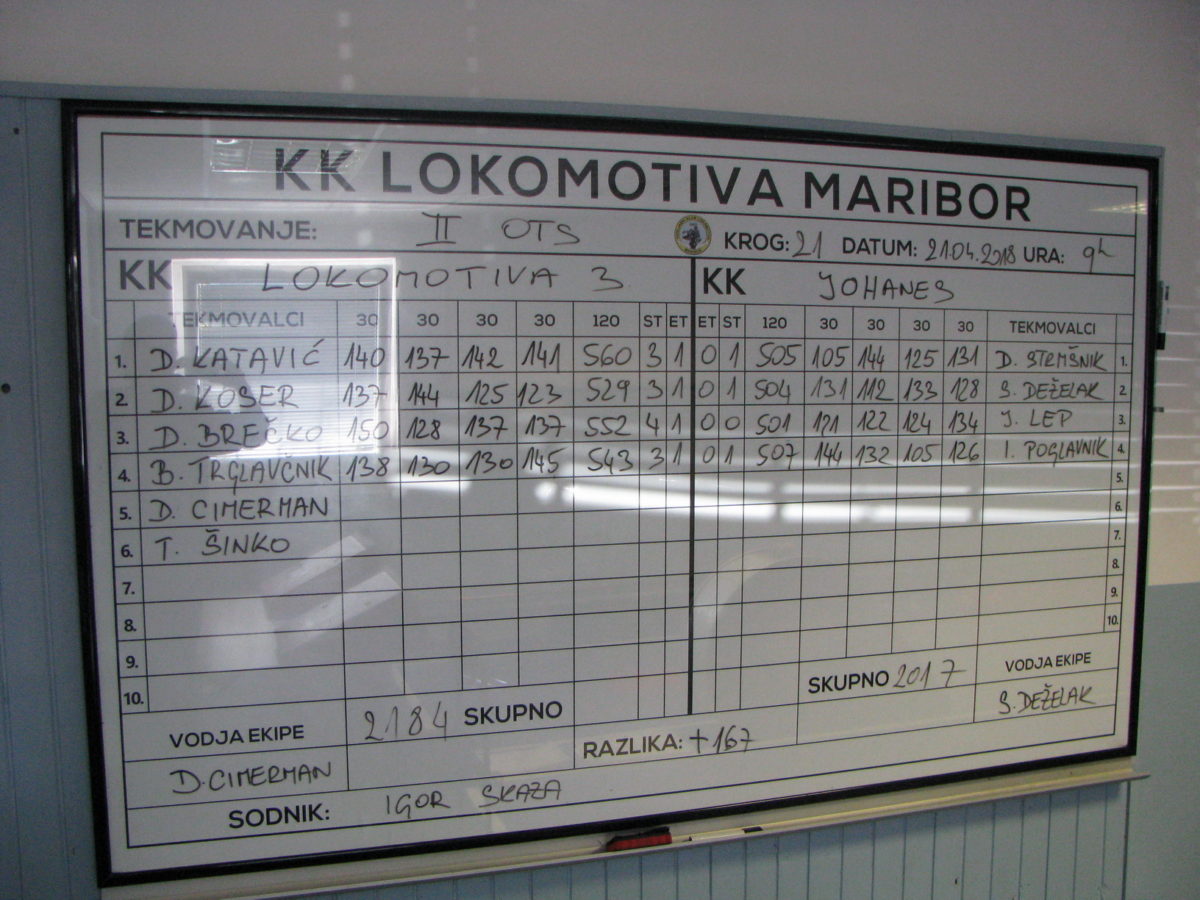 KK LOKOMOTIVA MARIBOR
TEKMOVANJE: II OTS KROG: 21 DATUM: 21.04.2018 URA: 9h
KK LOKOMOTIVA 3 KK JOHANES
TEKMOVALCI 30 30 30 30 120 ST ET ET ST 120 30 30 30 30 TEKMOVALCI
1. D. KATAVIĆ 140 137 142 141 560 3 1 0 1 505 105 144 125 131 D. STRMŠNIK 1.
2. D. KOSER 137 144 125 123 529 3 1 0 1 504 131 112 133 128 S. DEŽELAK 2
3. D. BREČKO 150 128 137 137 552 4 1 0 0 501 121 122 124 134 J. LEP 3.
4. B. TRGLAVČNIK 138 130 130 145 543 3 1 0 1 507 144 132 105 126 I. POGLAVNIK 4.
5. D. CIMERMAN 5.
6. T. ŠINKO 6.
7. 7.
8. 8.
9. 9.
10. 10.
VODJA EKIPE 2184 SKUPNO SKUPNO 2017 VODJA EKIPE
D. CIMERMAN RAZLIKA: +167 S. DEŽELAK
SODNIK: IGOR SKAZA